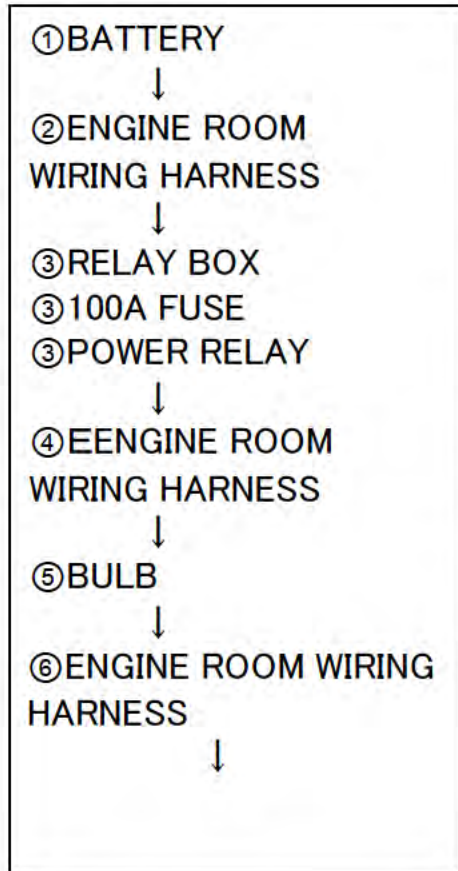 ①BATTERY
↓
②ENGINE ROOM
WIRING HARNESS
↓
③RELAY BOX
③100A FUSE
③POWER RELAY
↓
④EENGINE ROOM
WIRING HARNESS
↓
⑤BULB
↓
⑥ENGINE ROOM WIRING
HARNESS
↓